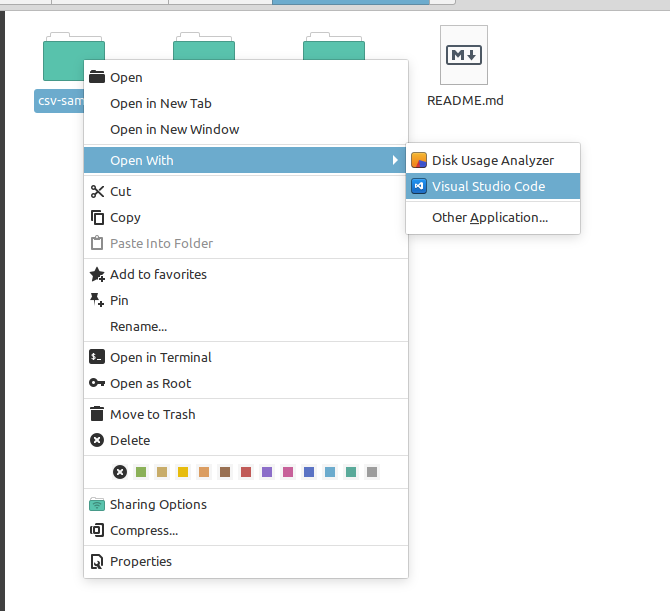 csv-sam
README.md
Open
Open in New Tab
Open in New Window
Open With
Disk Usage Analyzer
Visual Studio Code
Other Application...
Cut
Copy
Paste Into Folder
Add to favorites
Pin
Rename...
Open in Terminal
Open as Root
Move to Trash
Delete
Sharing Options
Compress...
Properties